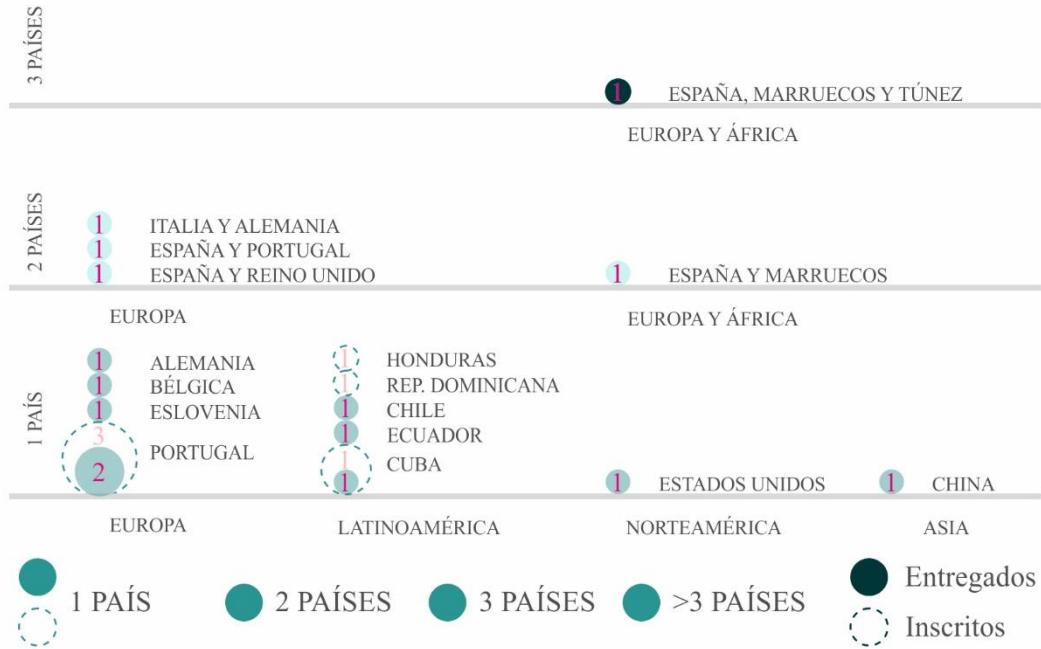 3 PAÍSES
1 ESPAÑA, MARRUECOS Y TÚNEZ
EUROPA Y ÁFRICA
2 PAÍSES
1 ITALIA Y ALEMANIA
1 ESPAÑA Y PORTUGAL
1 ESPAÑA Y REINO UNIDO
1 ESPAÑA Y MARRUECOS
EUROPA
EUROPA Y ÁFRICA
1 PAÍS
1 ALEMANIA
1 BÉLGICA
1 ESLOVENIA
3
PORTUGAL
2
1 HONDURAS
1 REP. DOMINICANA
1 CHILE
1 ECUADOR
1 CUBA
1
1 ESTADOS UNIDOS
1 CHINA
EUROPA
LATINOAMÉRICA
NORTEAMÉRICA
ASIA
1 PAÍS
2 PAÍSES
3 PAÍSES
>3 PAÍSES
Entregados
Inscritos